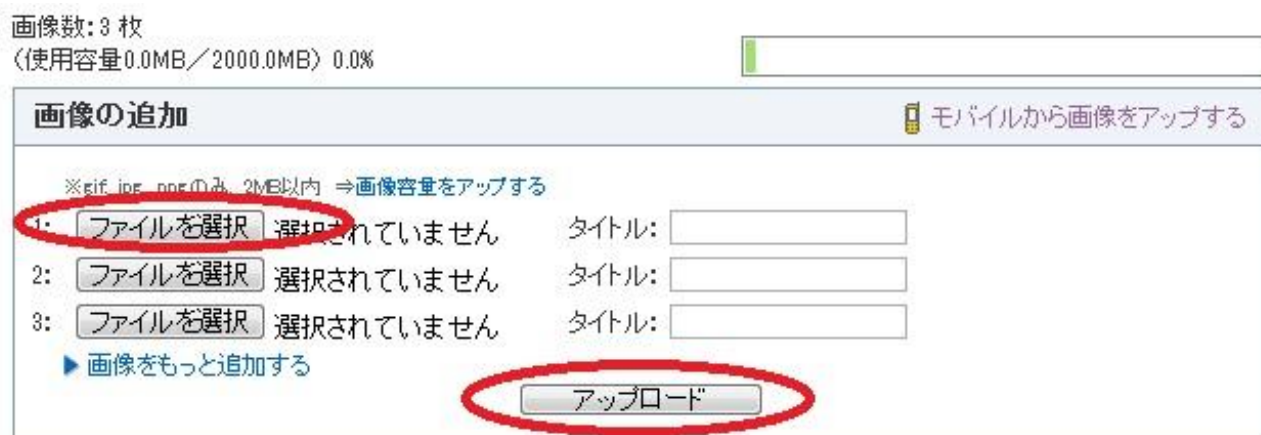 画像数:3 枚
(使用容量0.0MB/2000.0MB) 0.0%
画像の追加
モバイルから画像をアップする
※gif, jpg, pngのみ, 2MB以内 ⇒画像容量をアップする
1: ファイルを選択 選択されていません タイトル:
2: ファイルを選択 選択されていません タイトル:
3: ファイルを選択 選択されていません タイトル:
▶ 画像をもっと追加する
アップロード